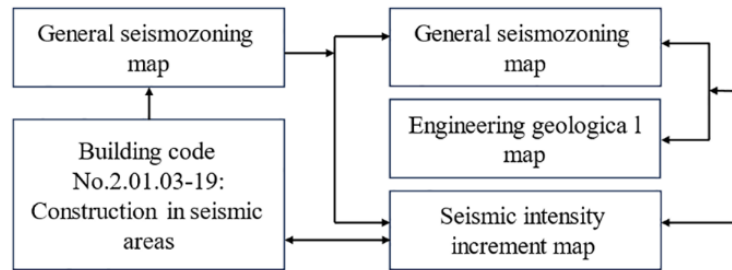 General seismozoning
map
Building code
No.2.01.03-19:
Construction in seismic
areas
General seismozoning
map
Engineering geologica l
map
Seismic intensity
increment map